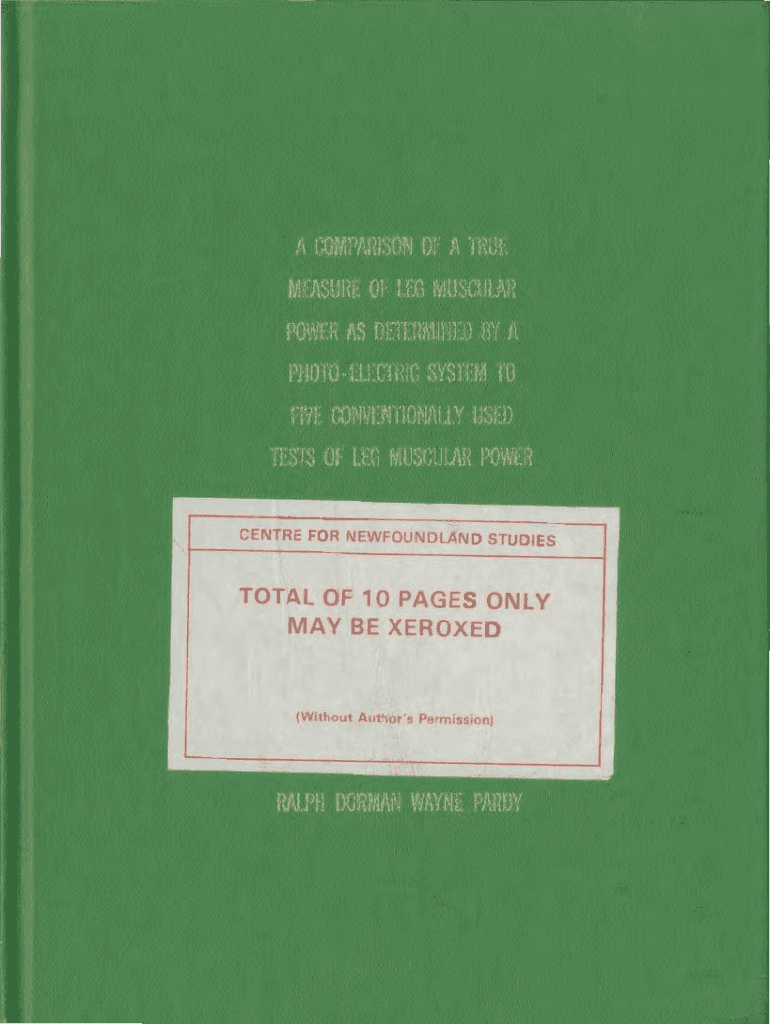 A COMPARISON OF A TRUE
MEASURE OF LEG MUSCULAR
POWER AS DETERMINED BY A
PHOTO-ELECTRIC SYSTEM TO
FIVE CONVENTIONALLY USED
TESTS OF LEG MUSCULAR POWER
CENTRE FOR NEWFOUNDLAND STUDIES
TOTAL OF 10 PAGES ONLY
MAY BE XEROXED
(Without Author's Permission)
RALPH DORMAN WAYNE PARDY